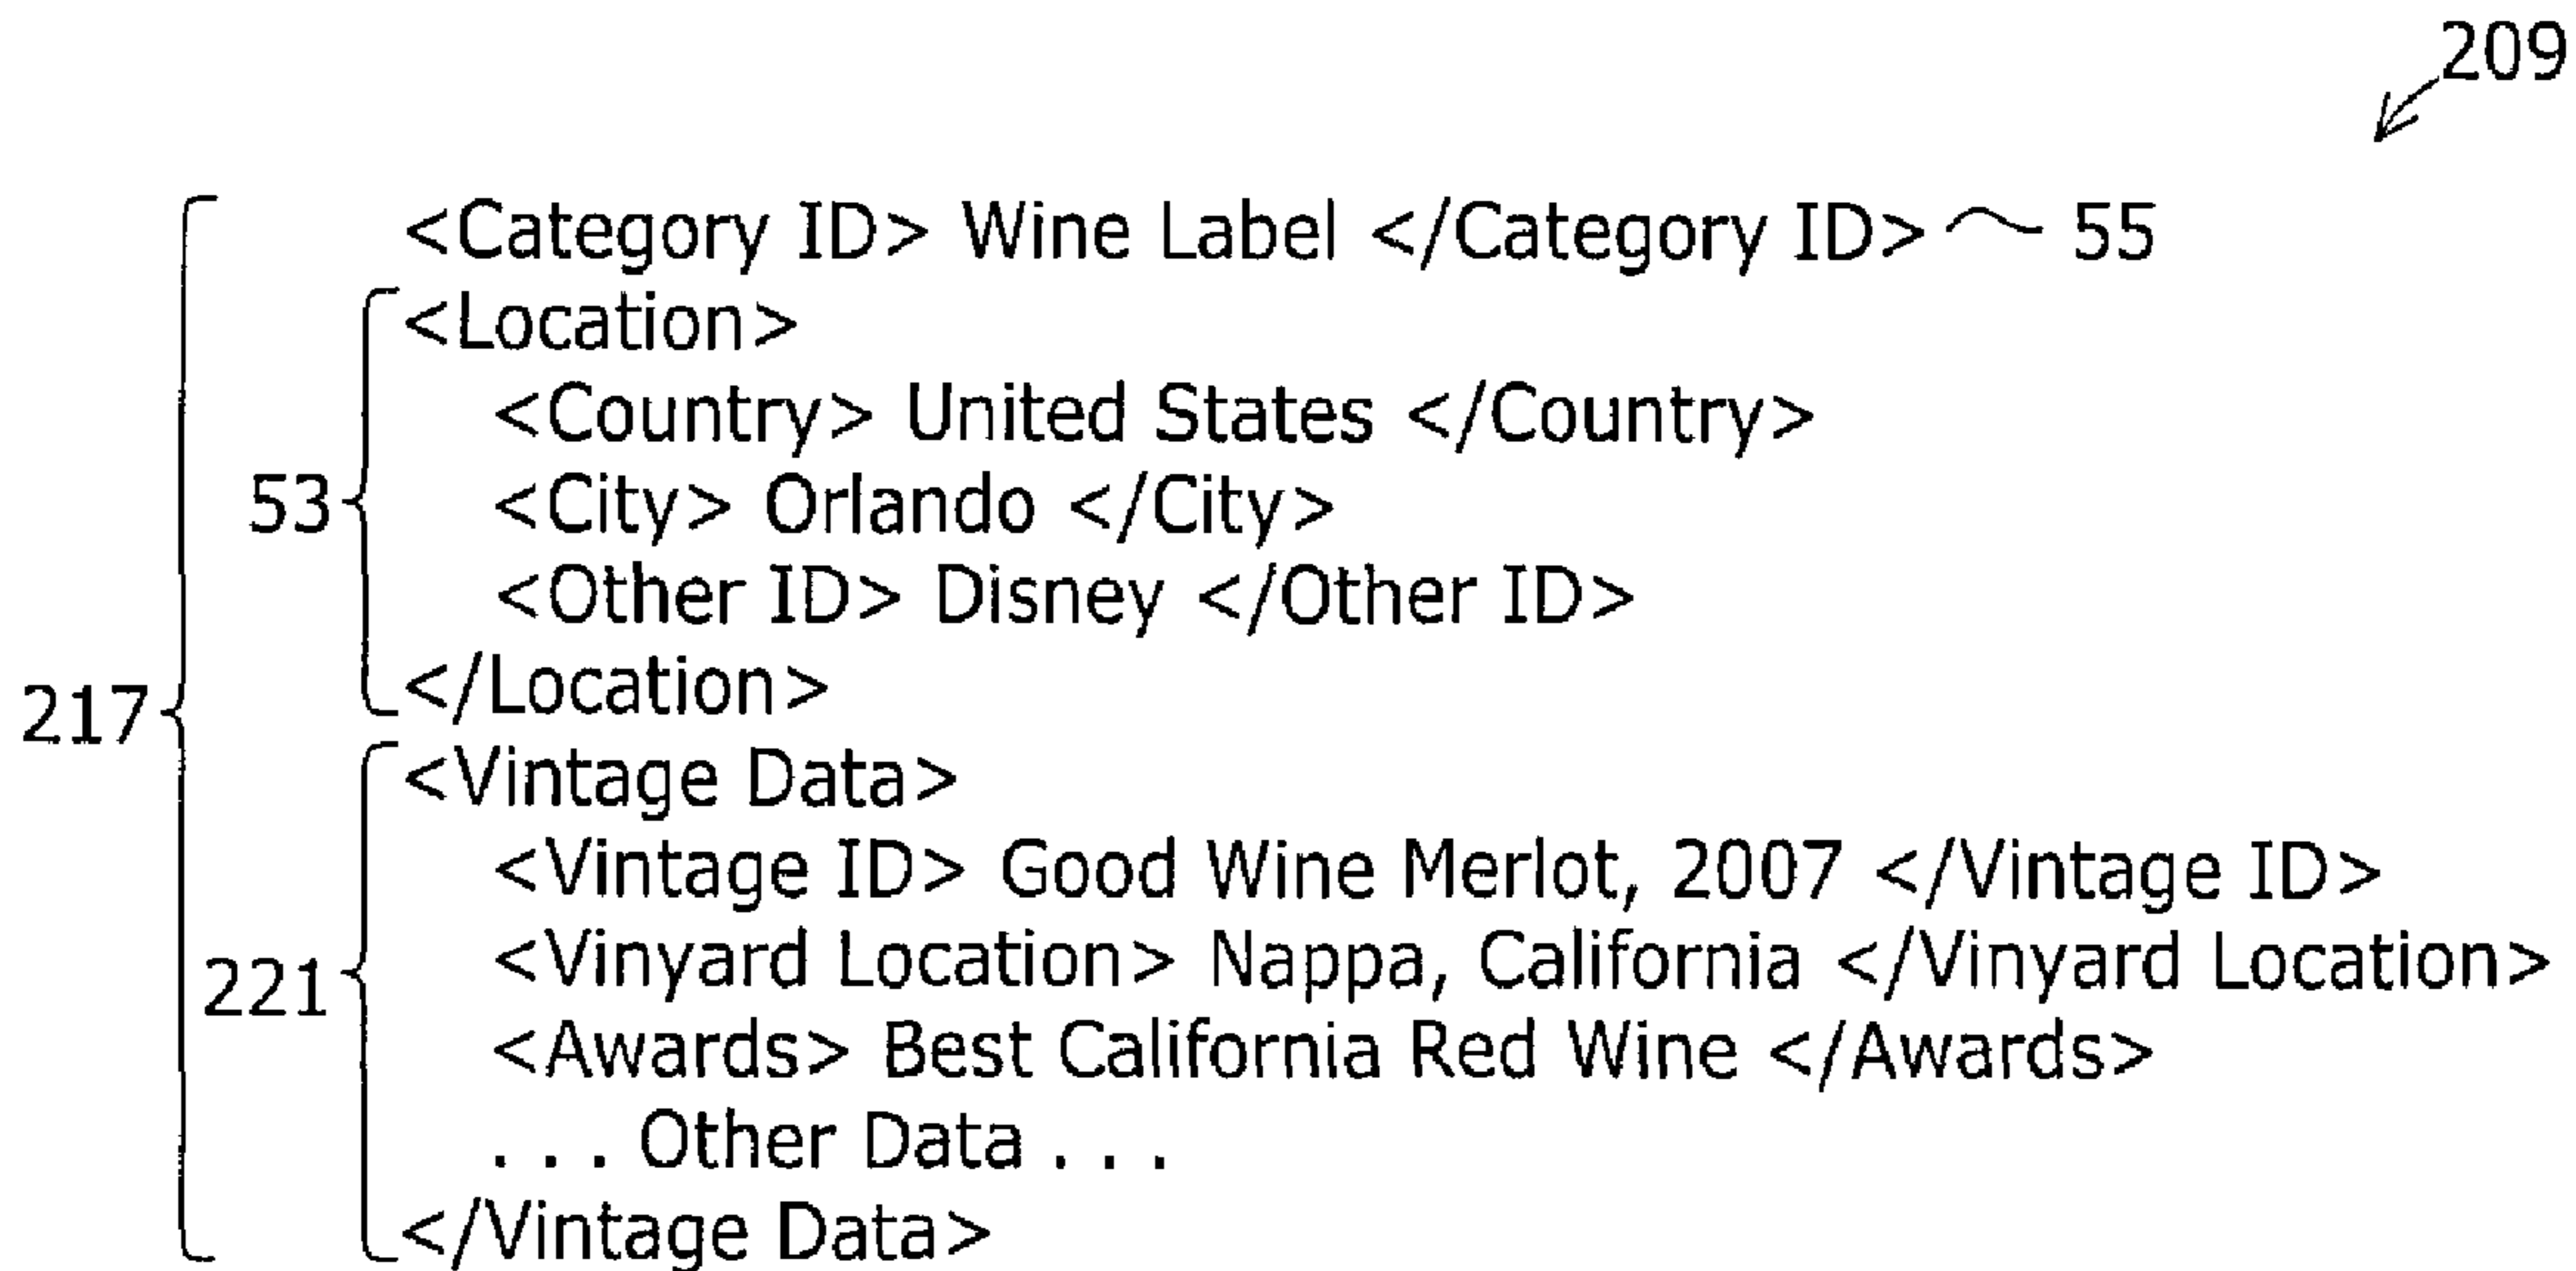 209
<Category ID> Wine Label </Category ID> 55
<Location>
<Country> United States </Country>
53 <City> Orlando </City>
<Other ID> Disney </Other ID>
</Location>
217
<Vintage Data>
<Vintage ID> Good Wine Merlot, 2007 </Vintage ID>
221 <Vinyard Location> Nappa, California </Vinyard Location>
<Awards> Best California Red Wine </Awards>
. . . Other Data . . .
</Vintage Data>